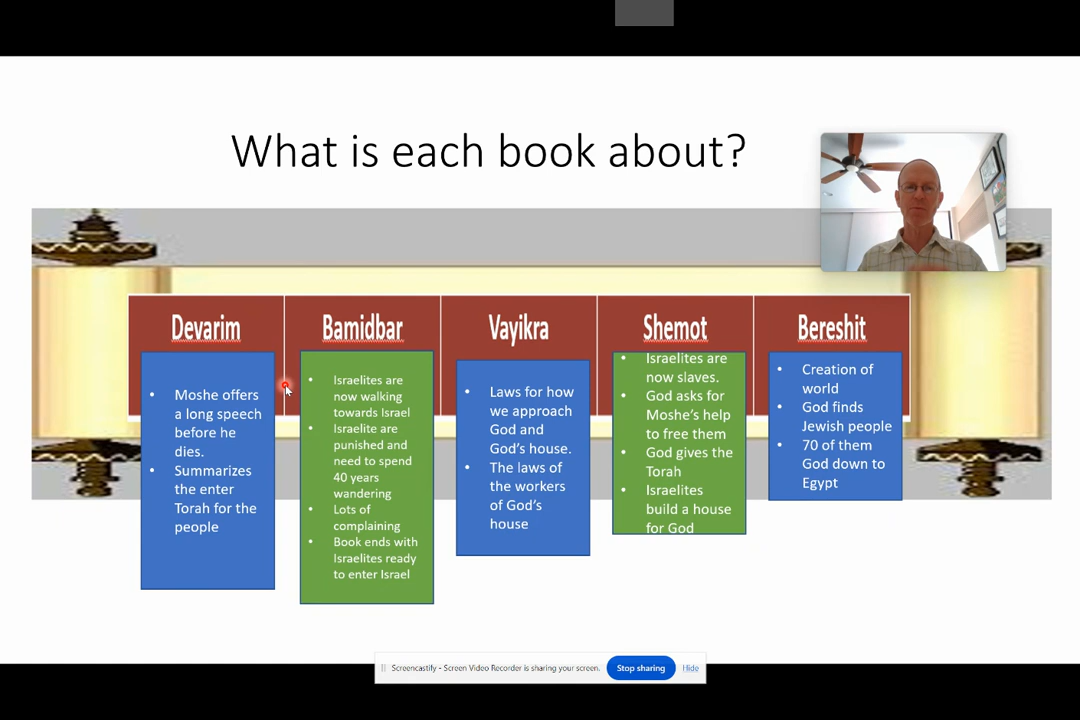 What is each book about?
Devarim
Bamidbar
Vayikra
Shemot
Bereshit
• Moshe offers
a long speech
before he
dies.
• Summarizes
the enter
Torah for the
people
• Israelites are
now walking
towards Israel
• Israelite are
punished and
need to spend
40 years
wandering
• Lots of
complaining
• Book ends with
Israelites ready
to enter Israel
• Laws for how
we approach
God and
God's house.
• The laws of
the workers
of God's
house
• Israelites are
now slaves.
• God asks for
Moshe's help
to free them
• God gives the
Torah
• Israelites
build a house
for God
• Creation of
world
• God finds
Jewish people
• 70 of them
God down to
Egypt
Screencastify - Screen Video Recorder is sharing your screen.
Stop sharing
Hide